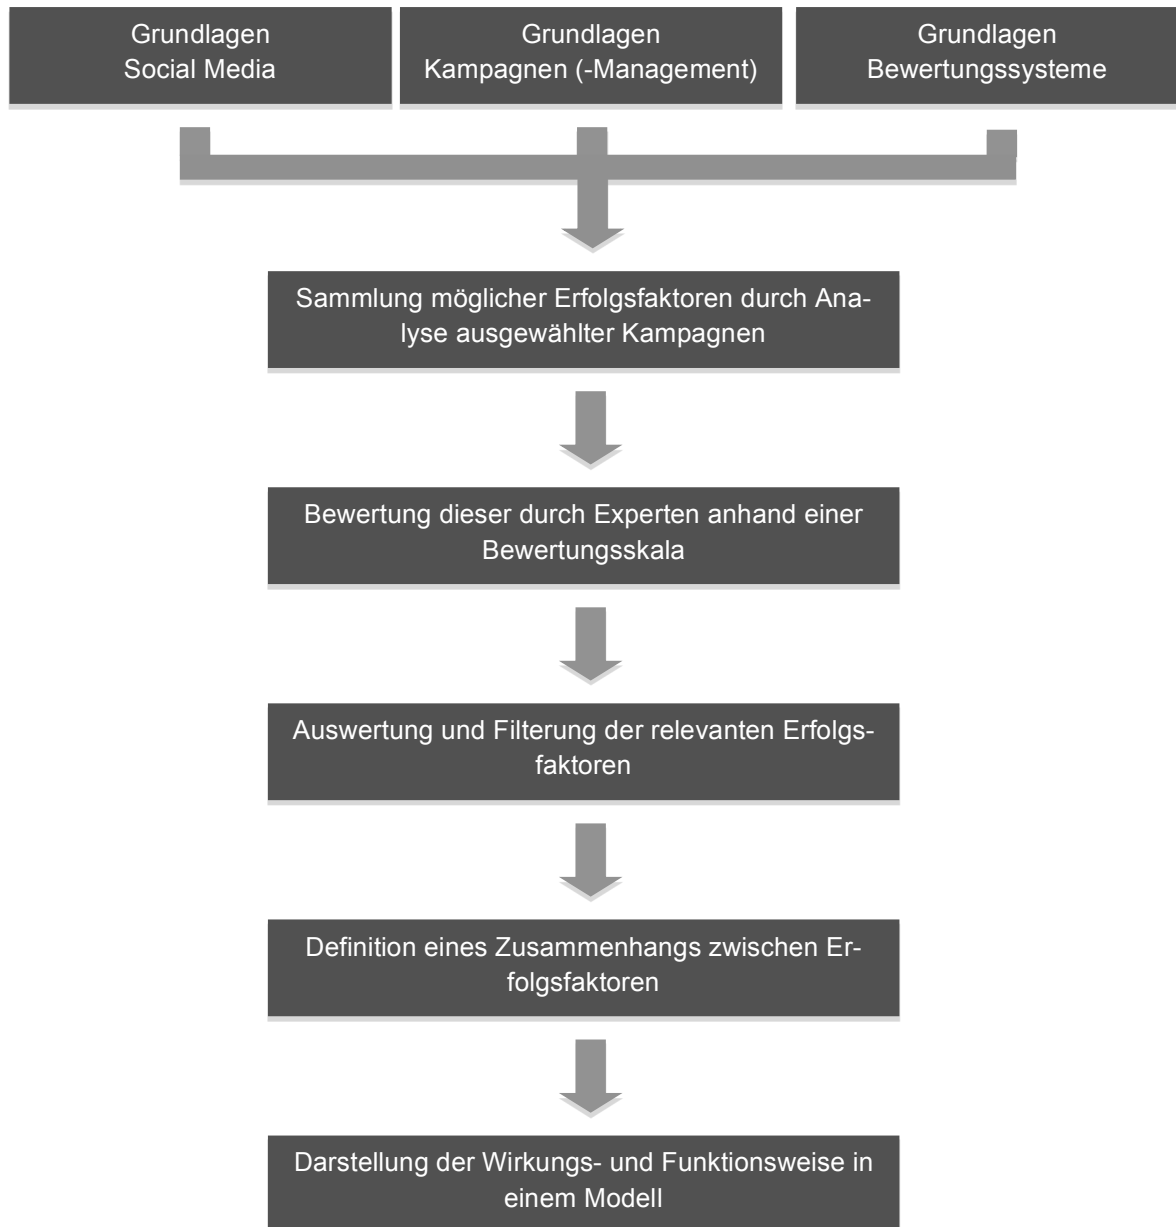 Grundlagen
Social Media
Grundlagen
Kampagnen (-Management)
Grundlagen
Bewertungssysteme
Sammlung möglicher Erfolgsfaktoren durch Ana-
lyse ausgewählter Kampagnen
Bewertung dieser durch Experten anhand einer
Bewertungsskala
Auswertung und Filterung der relevanten Erfolgs-
faktoren
Definition eines Zusammenhangs zwischen Er-
folgsfaktoren
Darstellung der Wirkungs- und Funktionsweise in
einem Modell